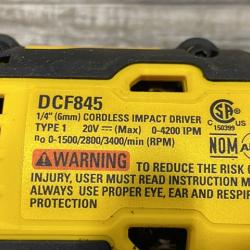 DCF845
1/4" (6mm) CORDLESS IMPACT DRIVER
TYPE 1 20V⎓ (Max) 0-4200 IPM
n₀ 0-1500/2800/3400/min (RPM)
SA
150399
NOM
WARNING TO REDUCE THE RISK
INJURY, USER MUST READ INSTRUCTION
ALWAYS USE PROPER EYE, EAR AND
PROTECTION